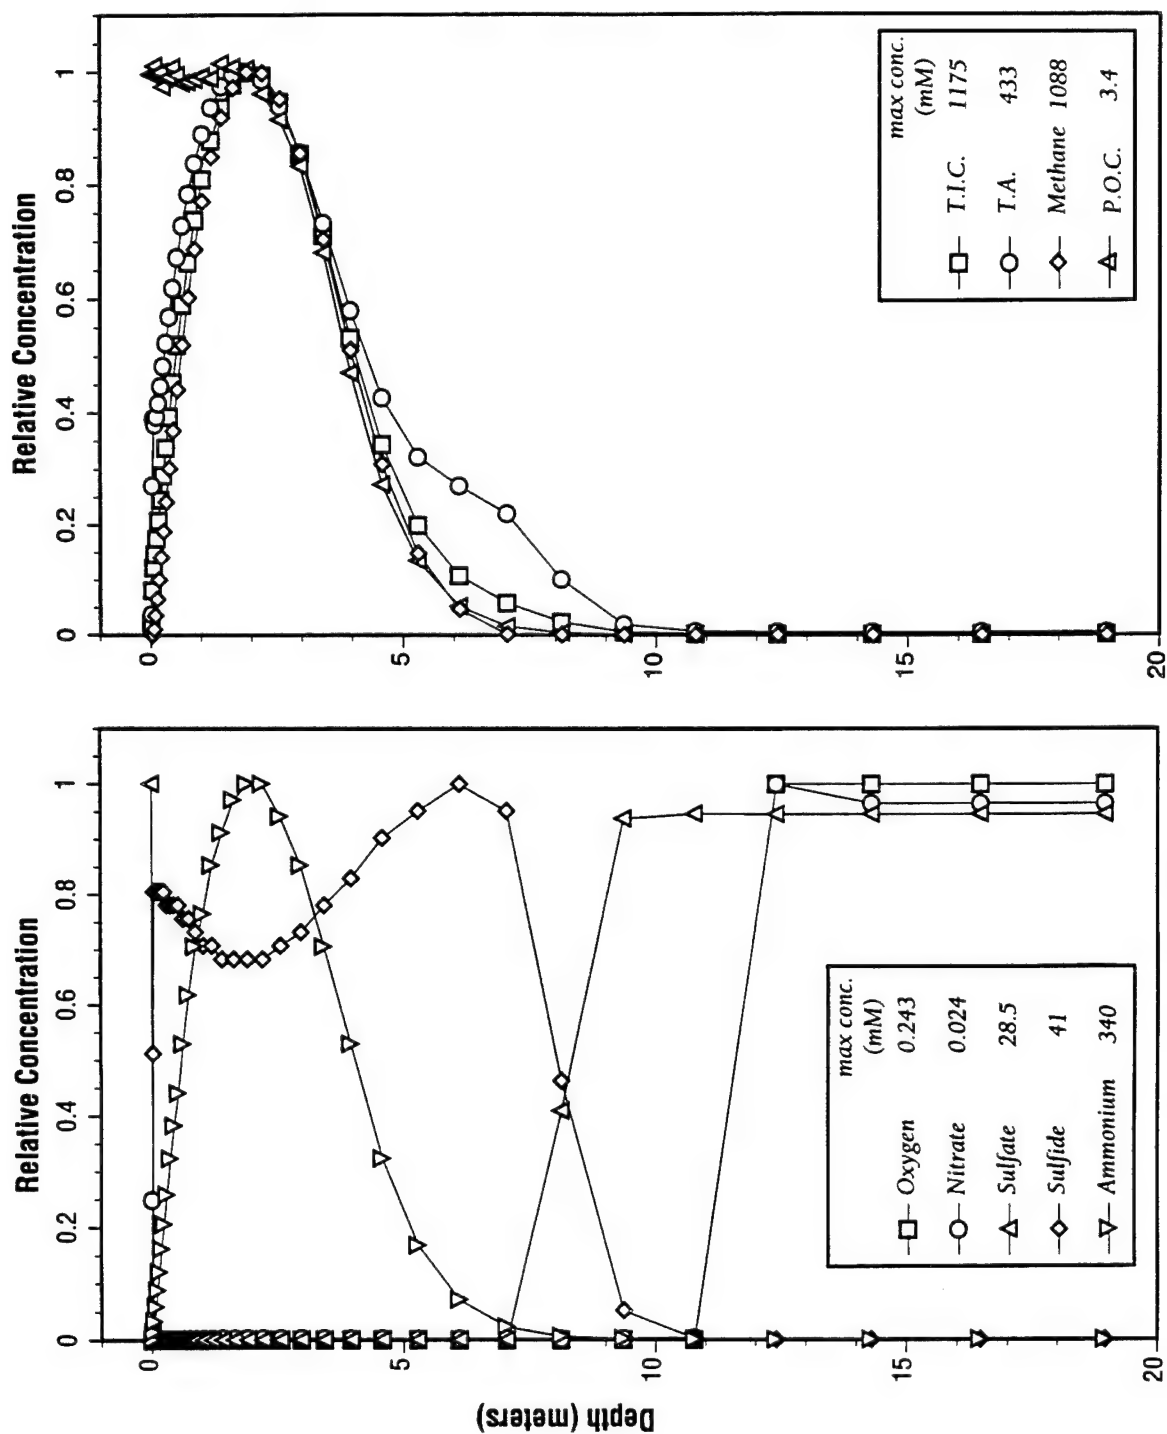 Relative Concentration
0 0.2 0.4 0.6 0.8 1
0
5
10
15
20
Depth (meters)
max conc.
(mM)
Oxygen 0.243
Nitrate 0.024
Sulfate 28.5
Sulfide 41
Ammonium 340
Relative Concentration
0 0.2 0.4 0.6 0.8 1
0
5
10
15
20
max conc.
(mM)
T.I.C. 1175
T.A. 433
Methane 1088
P.O.C. 3.4